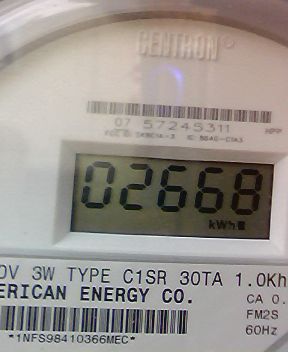 CENTRON®
07 57245311
02668
kWh
0V 3W TYPE C1SR 30TA 1.0Kh
ERICAN ENERGY CO.
CA 0.
FM2S
60Hz
*1NFS98410366MEC*